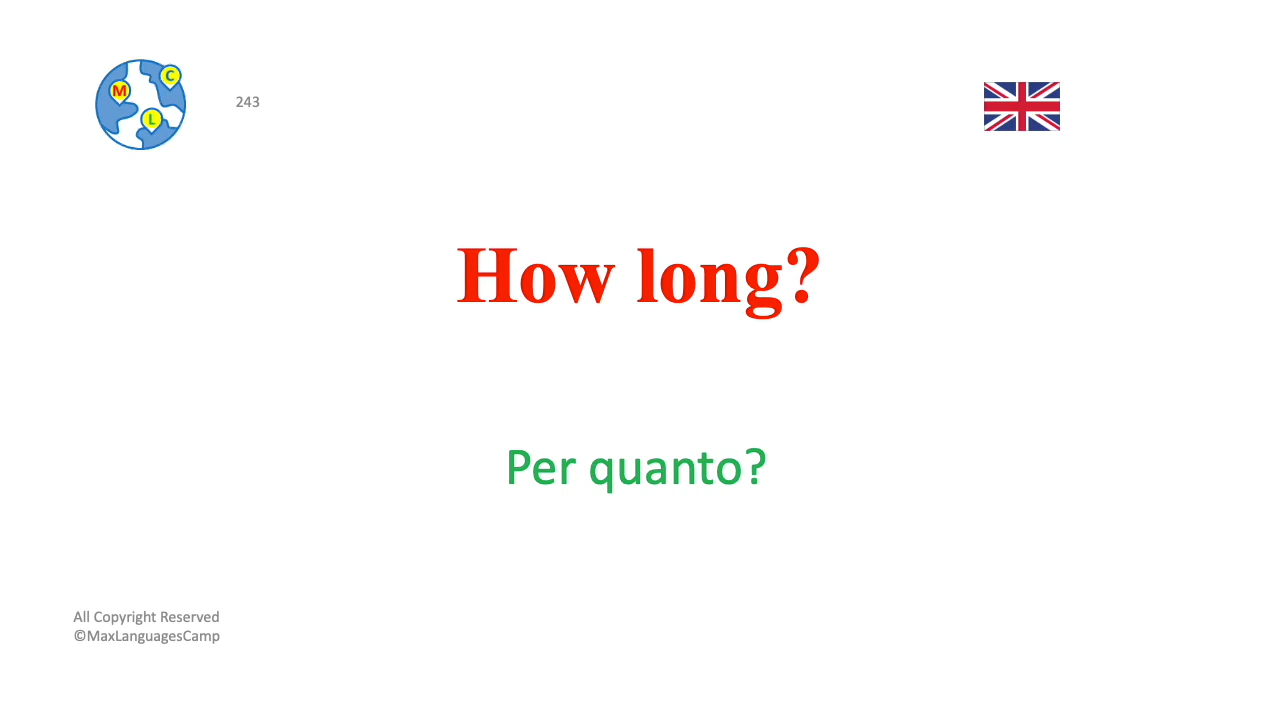 M
C
L
243
How long?
Per quanto?
All Copyright Reserved
©MaxLanguagesCamp